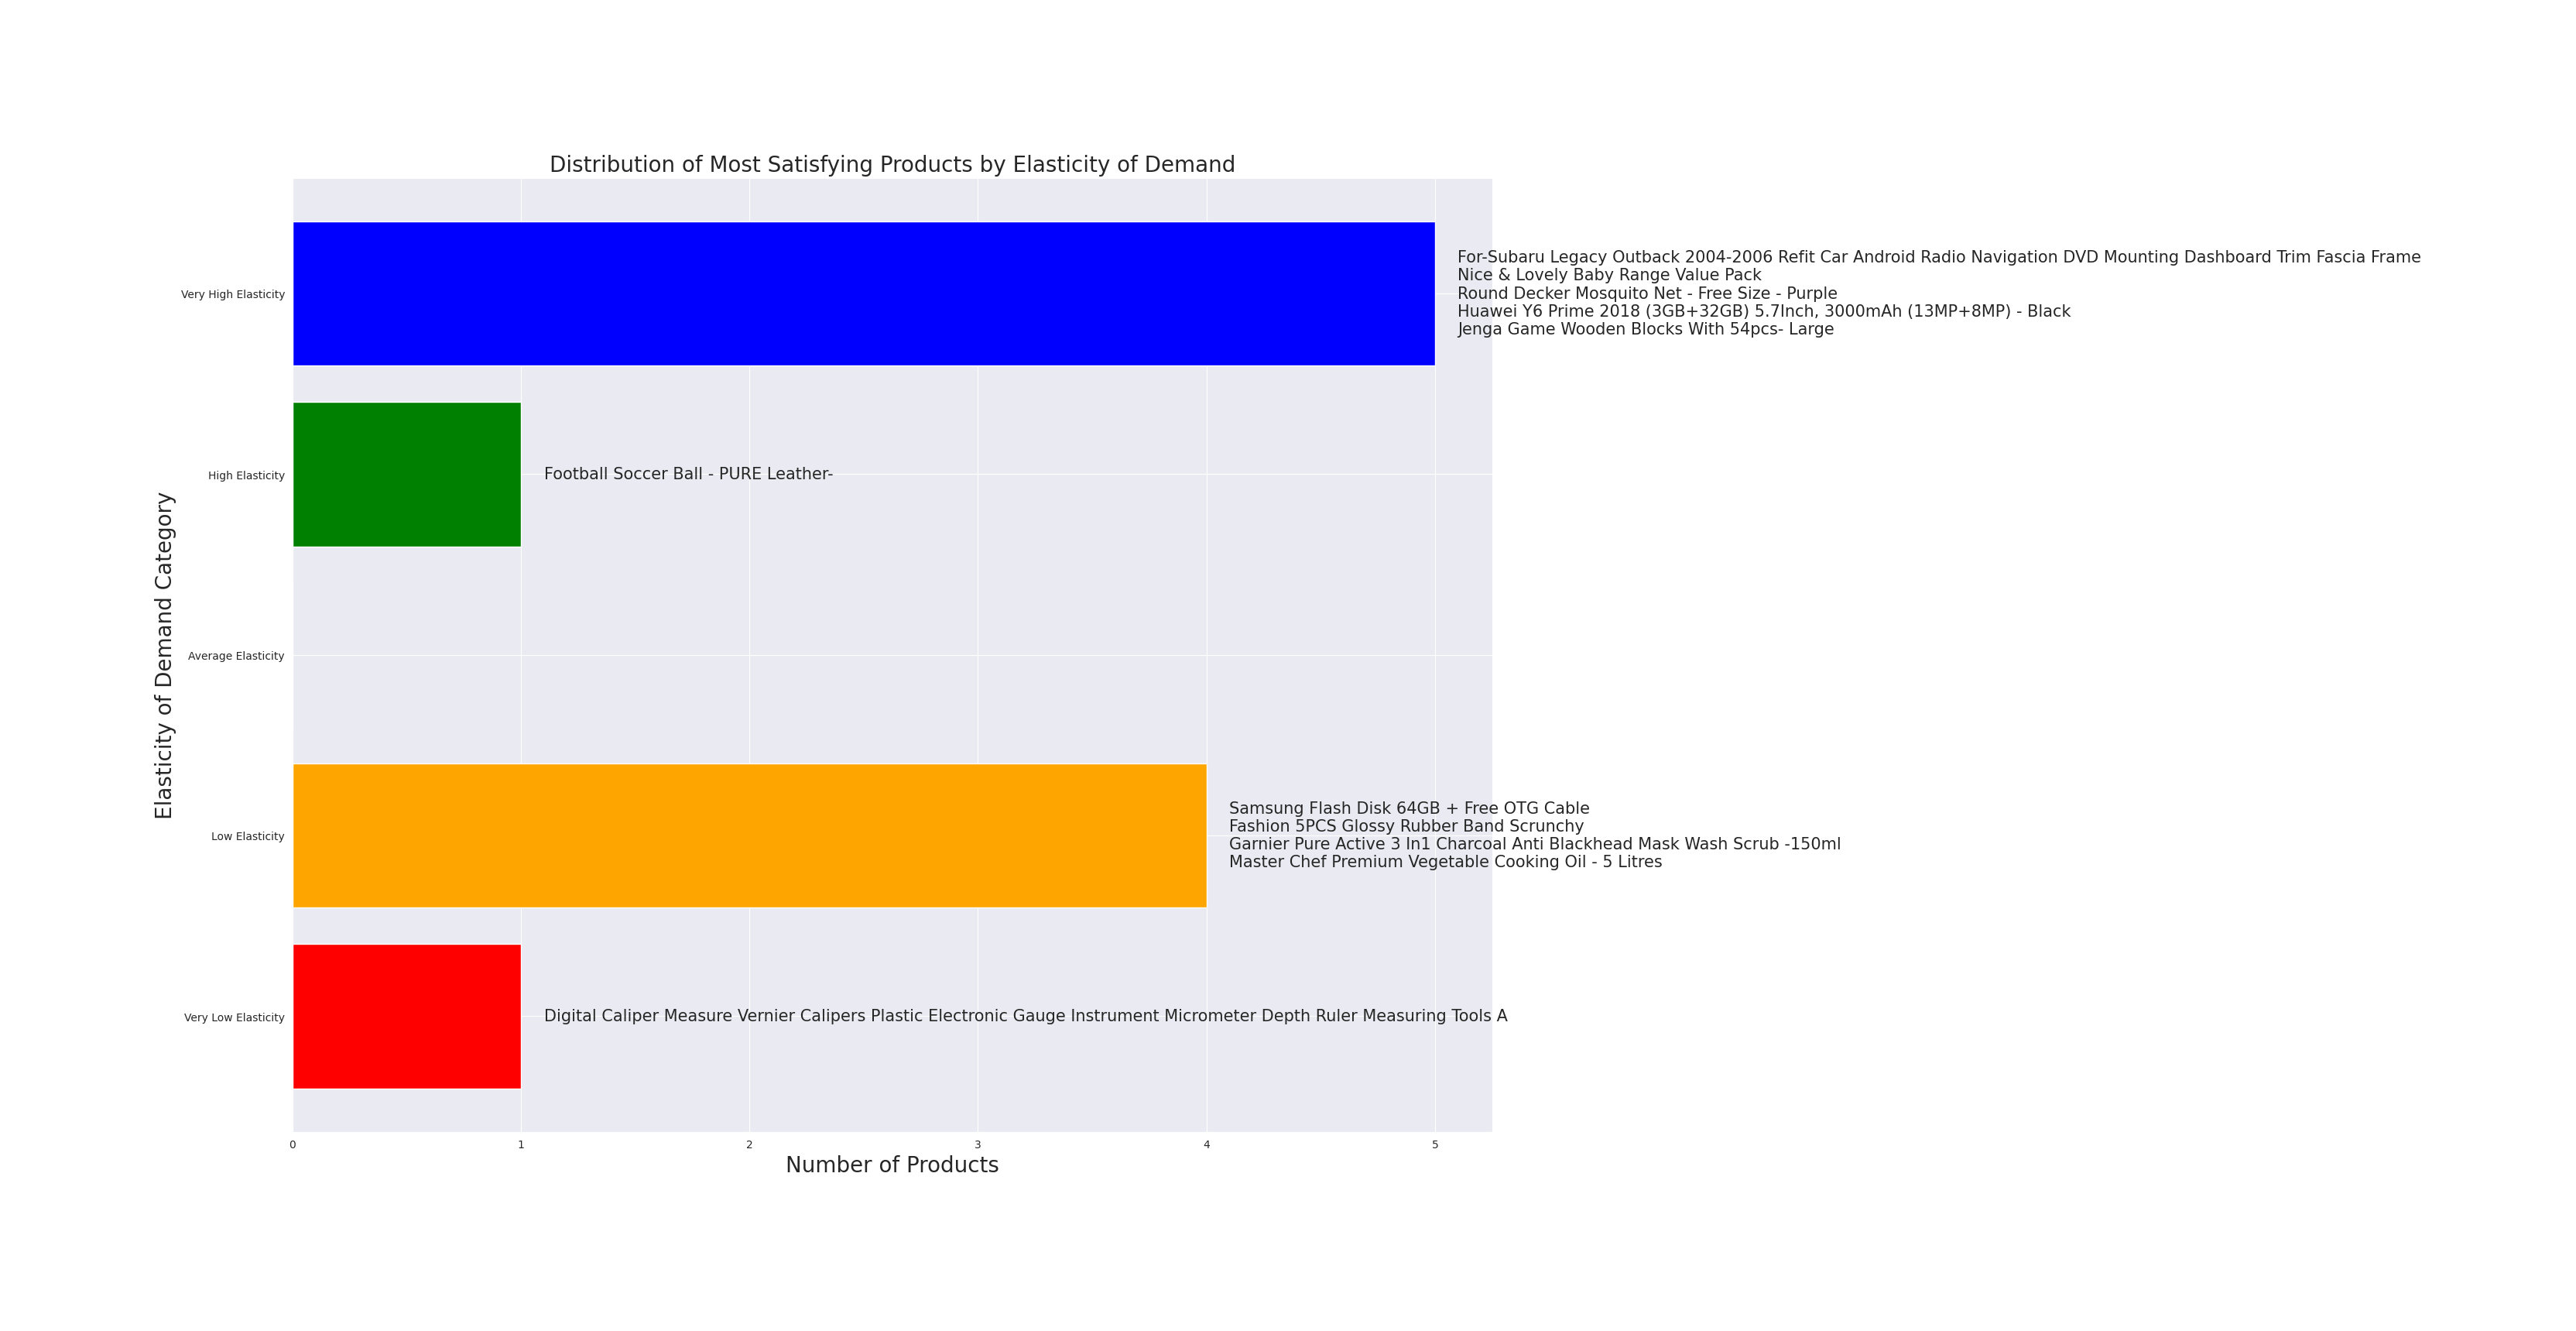 Distribution of Most Satisfying Products by Elasticity of Demand
Elasticity of Demand Category
Very High Elasticity
For-Subaru Legacy Outback 2004-2006 Refit Car Android Radio Navigation DVD Mounting Dashboard Trim Fascia Frame
Nice & Lovely Baby Range Value Pack
Round Decker Mosquito Net - Free Size - Purple
Huawei Y6 Prime 2018 (3GB+32GB) 5.7Inch, 3000mAh (13MP+8MP) - Black
Jenga Game Wooden Blocks With 54pcs- Large
High Elasticity
Football Soccer Ball - PURE Leather-
Average Elasticity
Low Elasticity
Samsung Flash Disk 64GB + Free OTG Cable
Fashion 5PCS Glossy Rubber Band Scrunchy
Garnier Pure Active 3 In1 Charcoal Anti Blackhead Mask Wash Scrub -150ml
Master Chef Premium Vegetable Cooking Oil - 5 Litres
Very Low Elasticity
Digital Caliper Measure Vernier Calipers Plastic Electronic Gauge Instrument Micrometer Depth Ruler Measuring Tools A
0 1 2 3 4 5
Number of Products